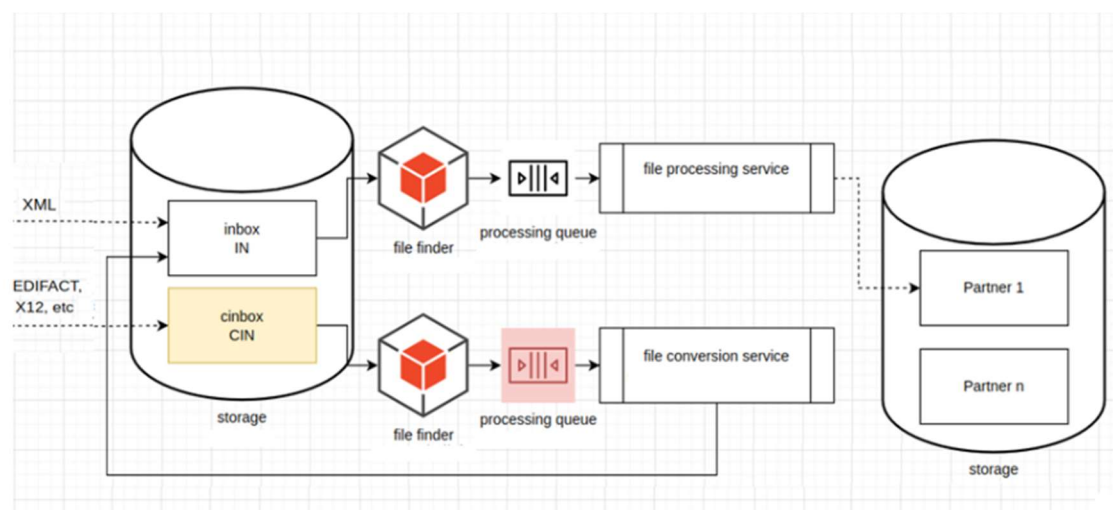 XML
EDIFACT,
X12, etc
inbox
IN
cinbox
CIN
storage
file finder
processing queue
file processing service
file finder
processing queue
file conversion service
Partner 1
Partner n
storage